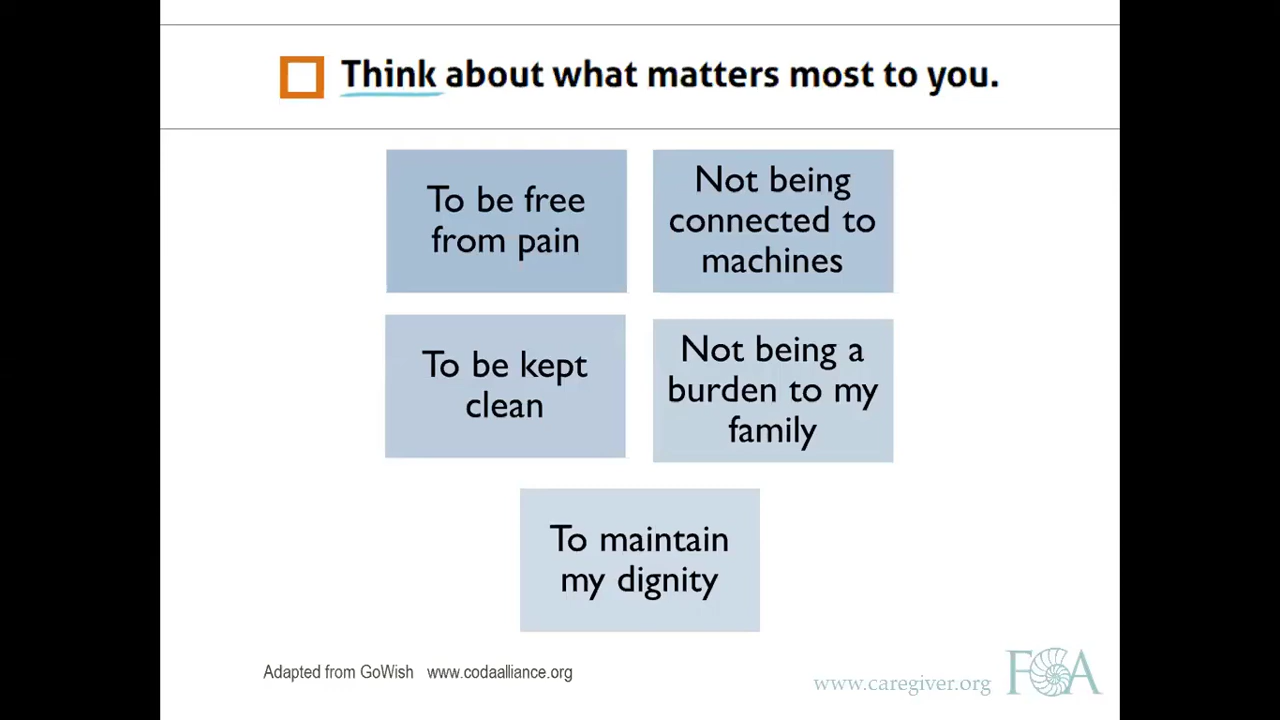 Think about what matters most to you.
To be free
from pain
Not being
connected to
machines
To be kept
clean
Not being a
burden to my
family
To maintain
my dignity
Adapted from GoWish www.codaalliance.org
www.caregiver.org FCA